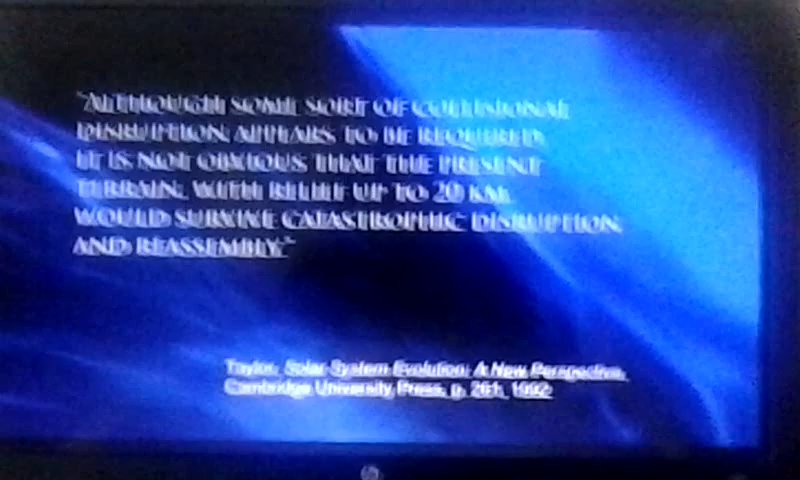 "ALTHOUGH SOME SORT OF COLLISIONAL
DISRUPTION APPEARS TO BE REQUIRED,
IT IS NOT OBVIOUS THAT THE PRESENT
TERRAIN, WITH RELIEF UP TO 20 KM,
WOULD SURVIVE CATASTROPHIC DISRUPTION
AND REASSEMBLY."
Taylor, Solar System Evolution: A New Perspective,
Cambridge University Press, p. 261, 1992.